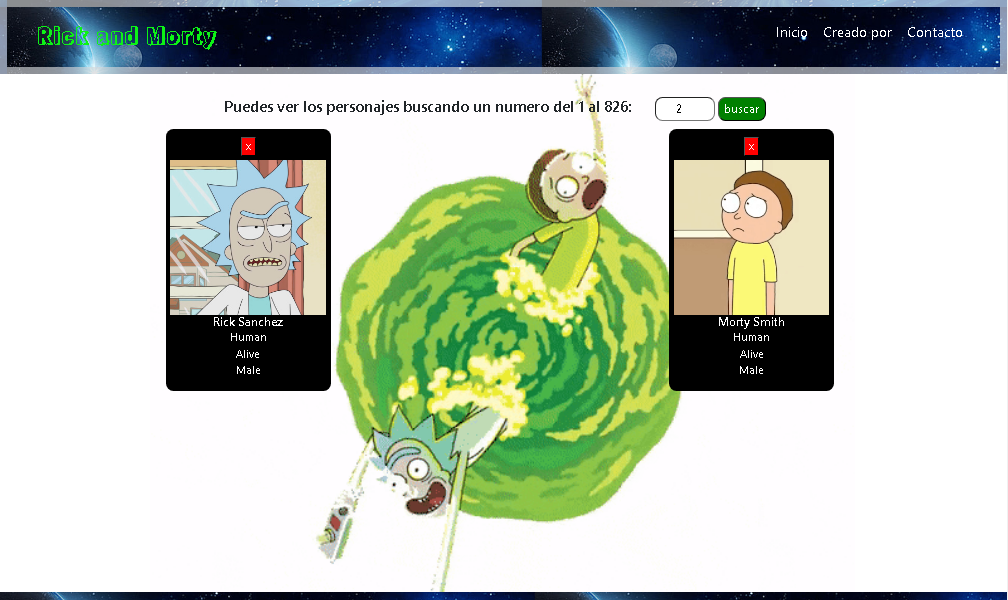 Rick and Morty
Inicio Creado por Contacto
Puedes ver los personajes buscando un numero del 1 al 826: 2 buscar
x
Rick Sanchez
Human
Alive
Male
x
Morty Smith
Human
Alive
Male